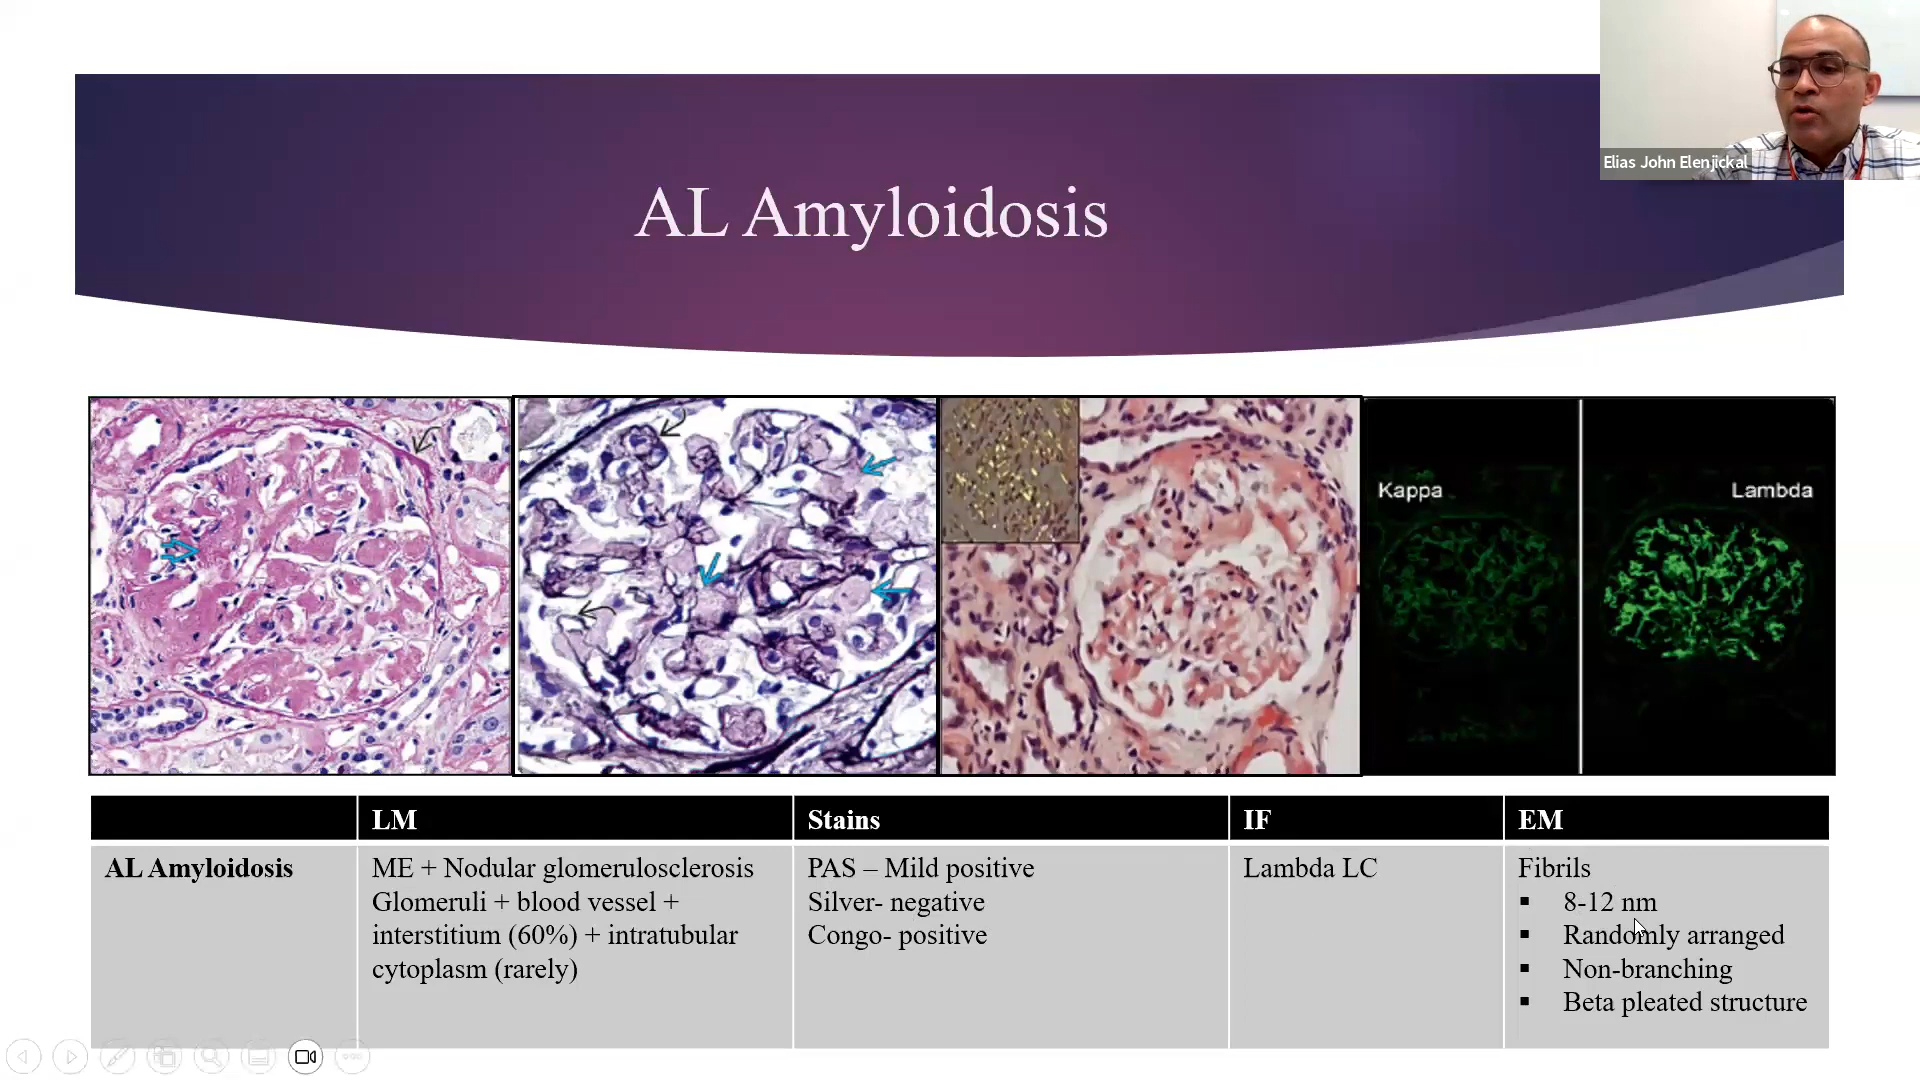 Elias John Elenjickal
AL Amyloidosis
Kappa
Lambda
LM
Stains
IF
EM
AL Amyloidosis
ME + Nodular glomerulosclerosis
Glomeruli + blood vessel +
interstitium (60%) + intratubular
cytoplasm (rarely)
PAS – Mild positive
Silver- negative
Congo- positive
Lambda LC
Fibrils
▪ 8-12 nm
▪ Randomly arranged
▪ Non-branching
▪ Beta pleated structure